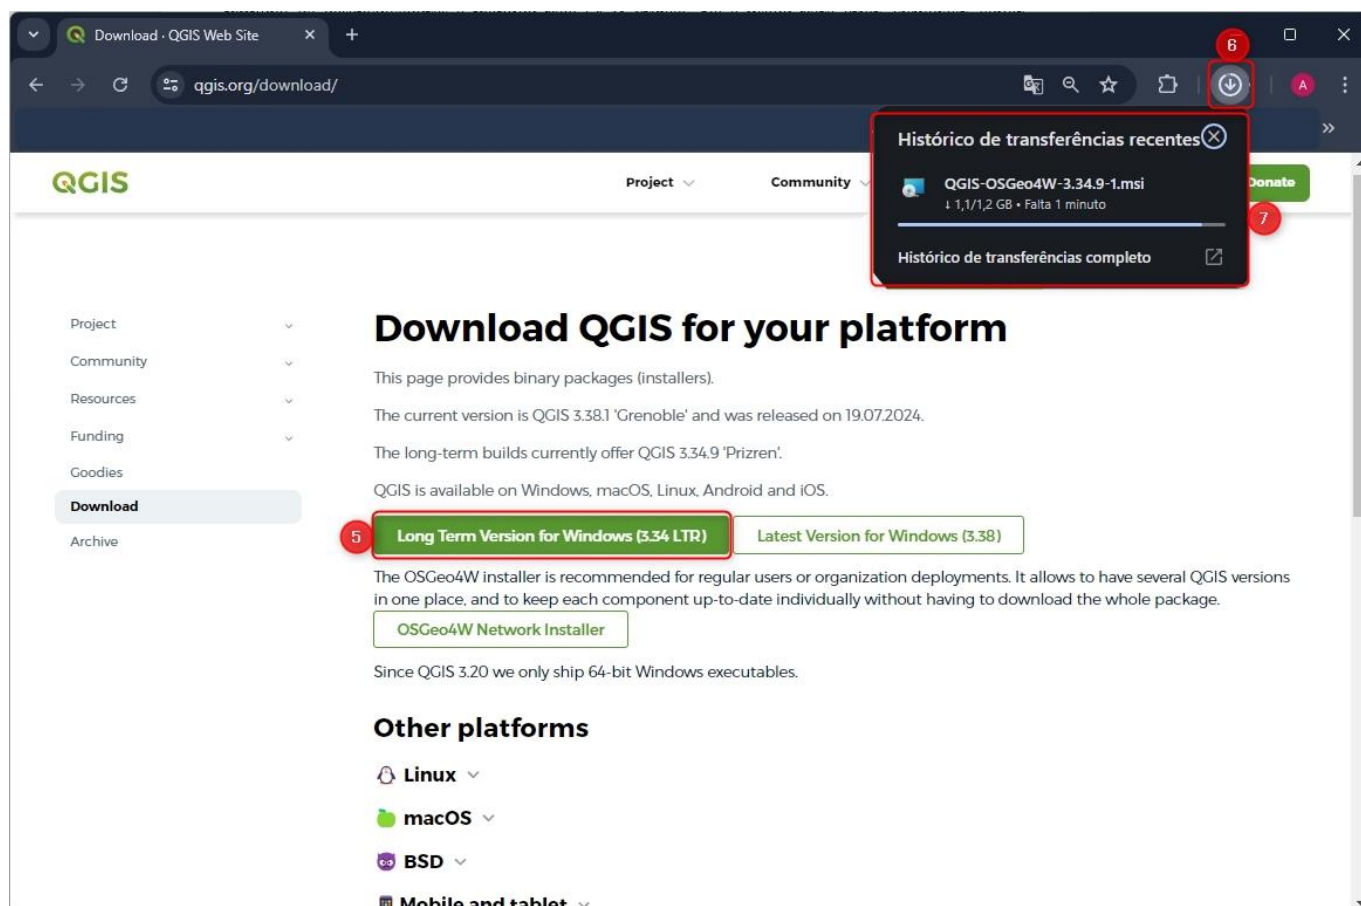 Download · QGIS Web Site
6
qgis.org/download/
A
Histórico de transferências recentes
QGIS-OSGeo4W-3.34.9-1.msi
↓ 1,1/1,2 GB • Falta 1 minuto
Histórico de transferências completo
7
QGIS
Project
Community
Donate
Project
Community
Resources
Funding
Goodies
Download
Archive
Download QGIS for your platform
This page provides binary packages (installers).
The current version is QGIS 3.38.1 'Grenoble' and was released on 19.07.2024.
The long-term builds currently offer QGIS 3.34.9 'Prizren'.
QGIS is available on Windows, macOS, Linux, Android and iOS.
5
Long Term Version for Windows (3.34 LTR)
Latest Version for Windows (3.38)
The OSGeo4W installer is recommended for regular users or organization deployments. It allows to have several QGIS versions
in one place, and to keep each component up-to-date individually without having to download the whole package.
OSGeo4W Network Installer
Since QGIS 3.20 we only ship 64-bit Windows executables.
Other platforms
Linux
macOS
BSD
Mobile and tablet